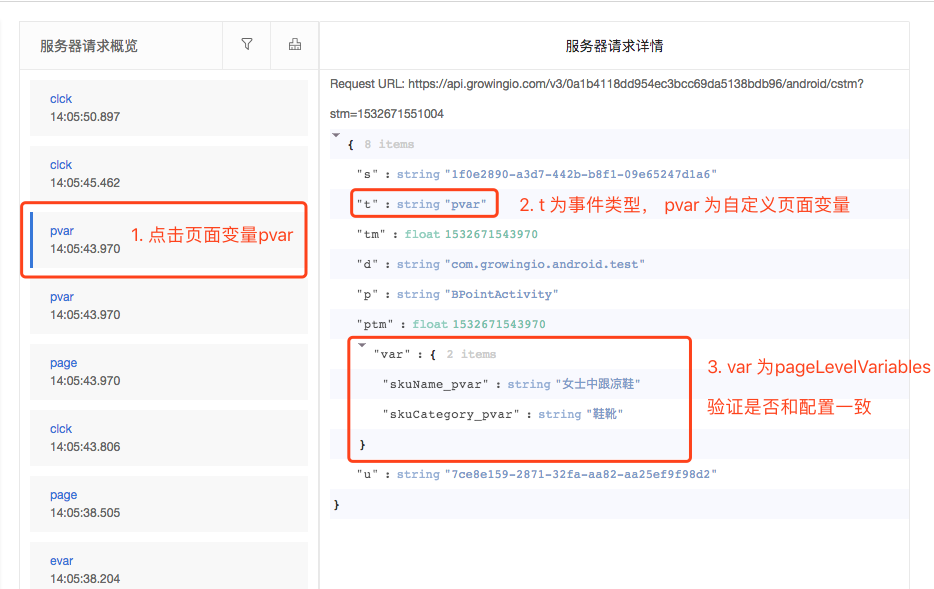 服务器请求概览
服务器请求详情
clck
14:05:50.897
clck
14:05:45.462
pvar
14:05:43.970
1. 点击页面变量pvar
pvar
14:05:43.970
page
14:05:43.970
clck
14:05:43.806
page
14:05:38.505
evar
14:05:38.204
Request URL: https://api.growingio.com/v3/0a1b4118dd954ec3bcc69da5138bdb96/android/cstm?
stm=1532671551004
{ 8 items
"s" : string "1f0e2890-a3d7-442b-b8f1-09e65247d1a6"
"t" : string "pvar"
2. t 为事件类型， pvar 为自定义页面变量
"tm" : float 1532671543970
"d" : string "com.growingio.android.test"
"p" : string "BPointActivity"
"ptm" : float 1532671543970
"var" : { 2 items
"skuName_pvar" : string "女士中跟凉鞋"
"skuCategory_pvar" : string "鞋靴"
}
3. var 为pageLevelVariables
验证是否和配置一致
"u" : string "7ce8e159-2871-32fa-aa82-aa25ef9f98d2"
}